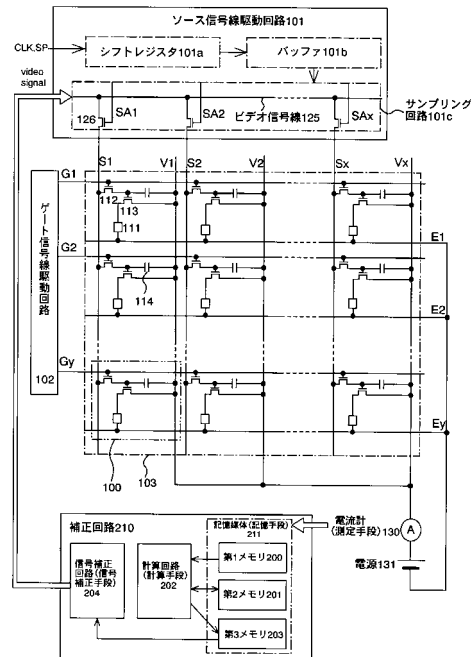 ソース信号線駆動回路101
CLK,SP
シフトレジスタ101a
バッファ101b
video
signal
SA1
SA2
SAx
126
ビデオ信号線125
サンプリング
回路101c
S1
V1
S2
V2
Sx
Vx
G1
112
113
111
E1
G2
114
E2
Gy
Ey
ゲート信号線駆動回路
102
100
103
補正回路210
記憶媒体(記憶手段)
211
電流計
(測定手段)130
A
電源131
信号補正
回路(信号
補正手段)
204
計算回路
(計算手段)
202
第1メモリ200
第2メモリ201
第3メモリ203